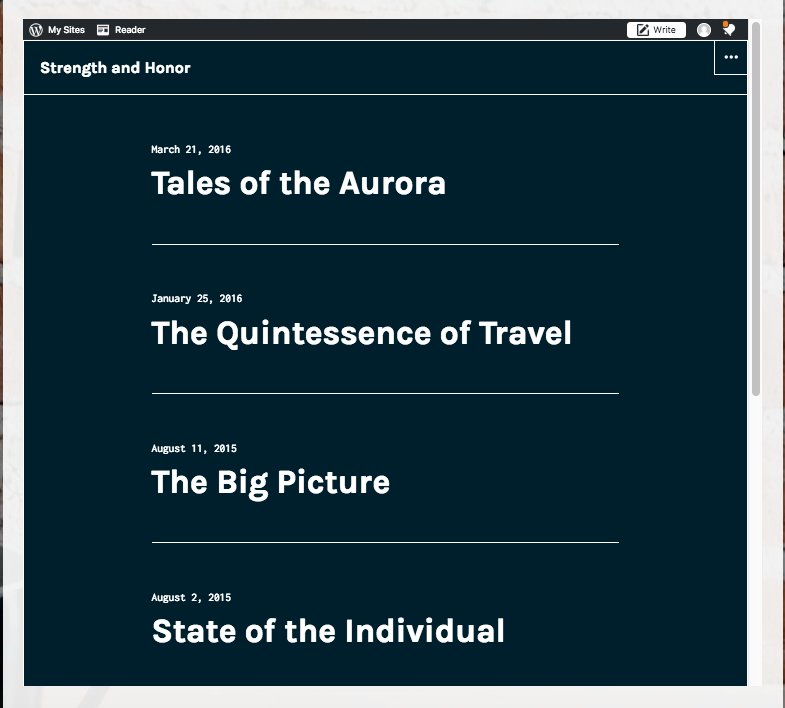 My Sites Reader Write
Strength and Honor
March 21, 2016
Tales of the Aurora
January 25, 2016
The Quintessence of Travel
August 11, 2015
The Big Picture
August 2, 2015
State of the Individual